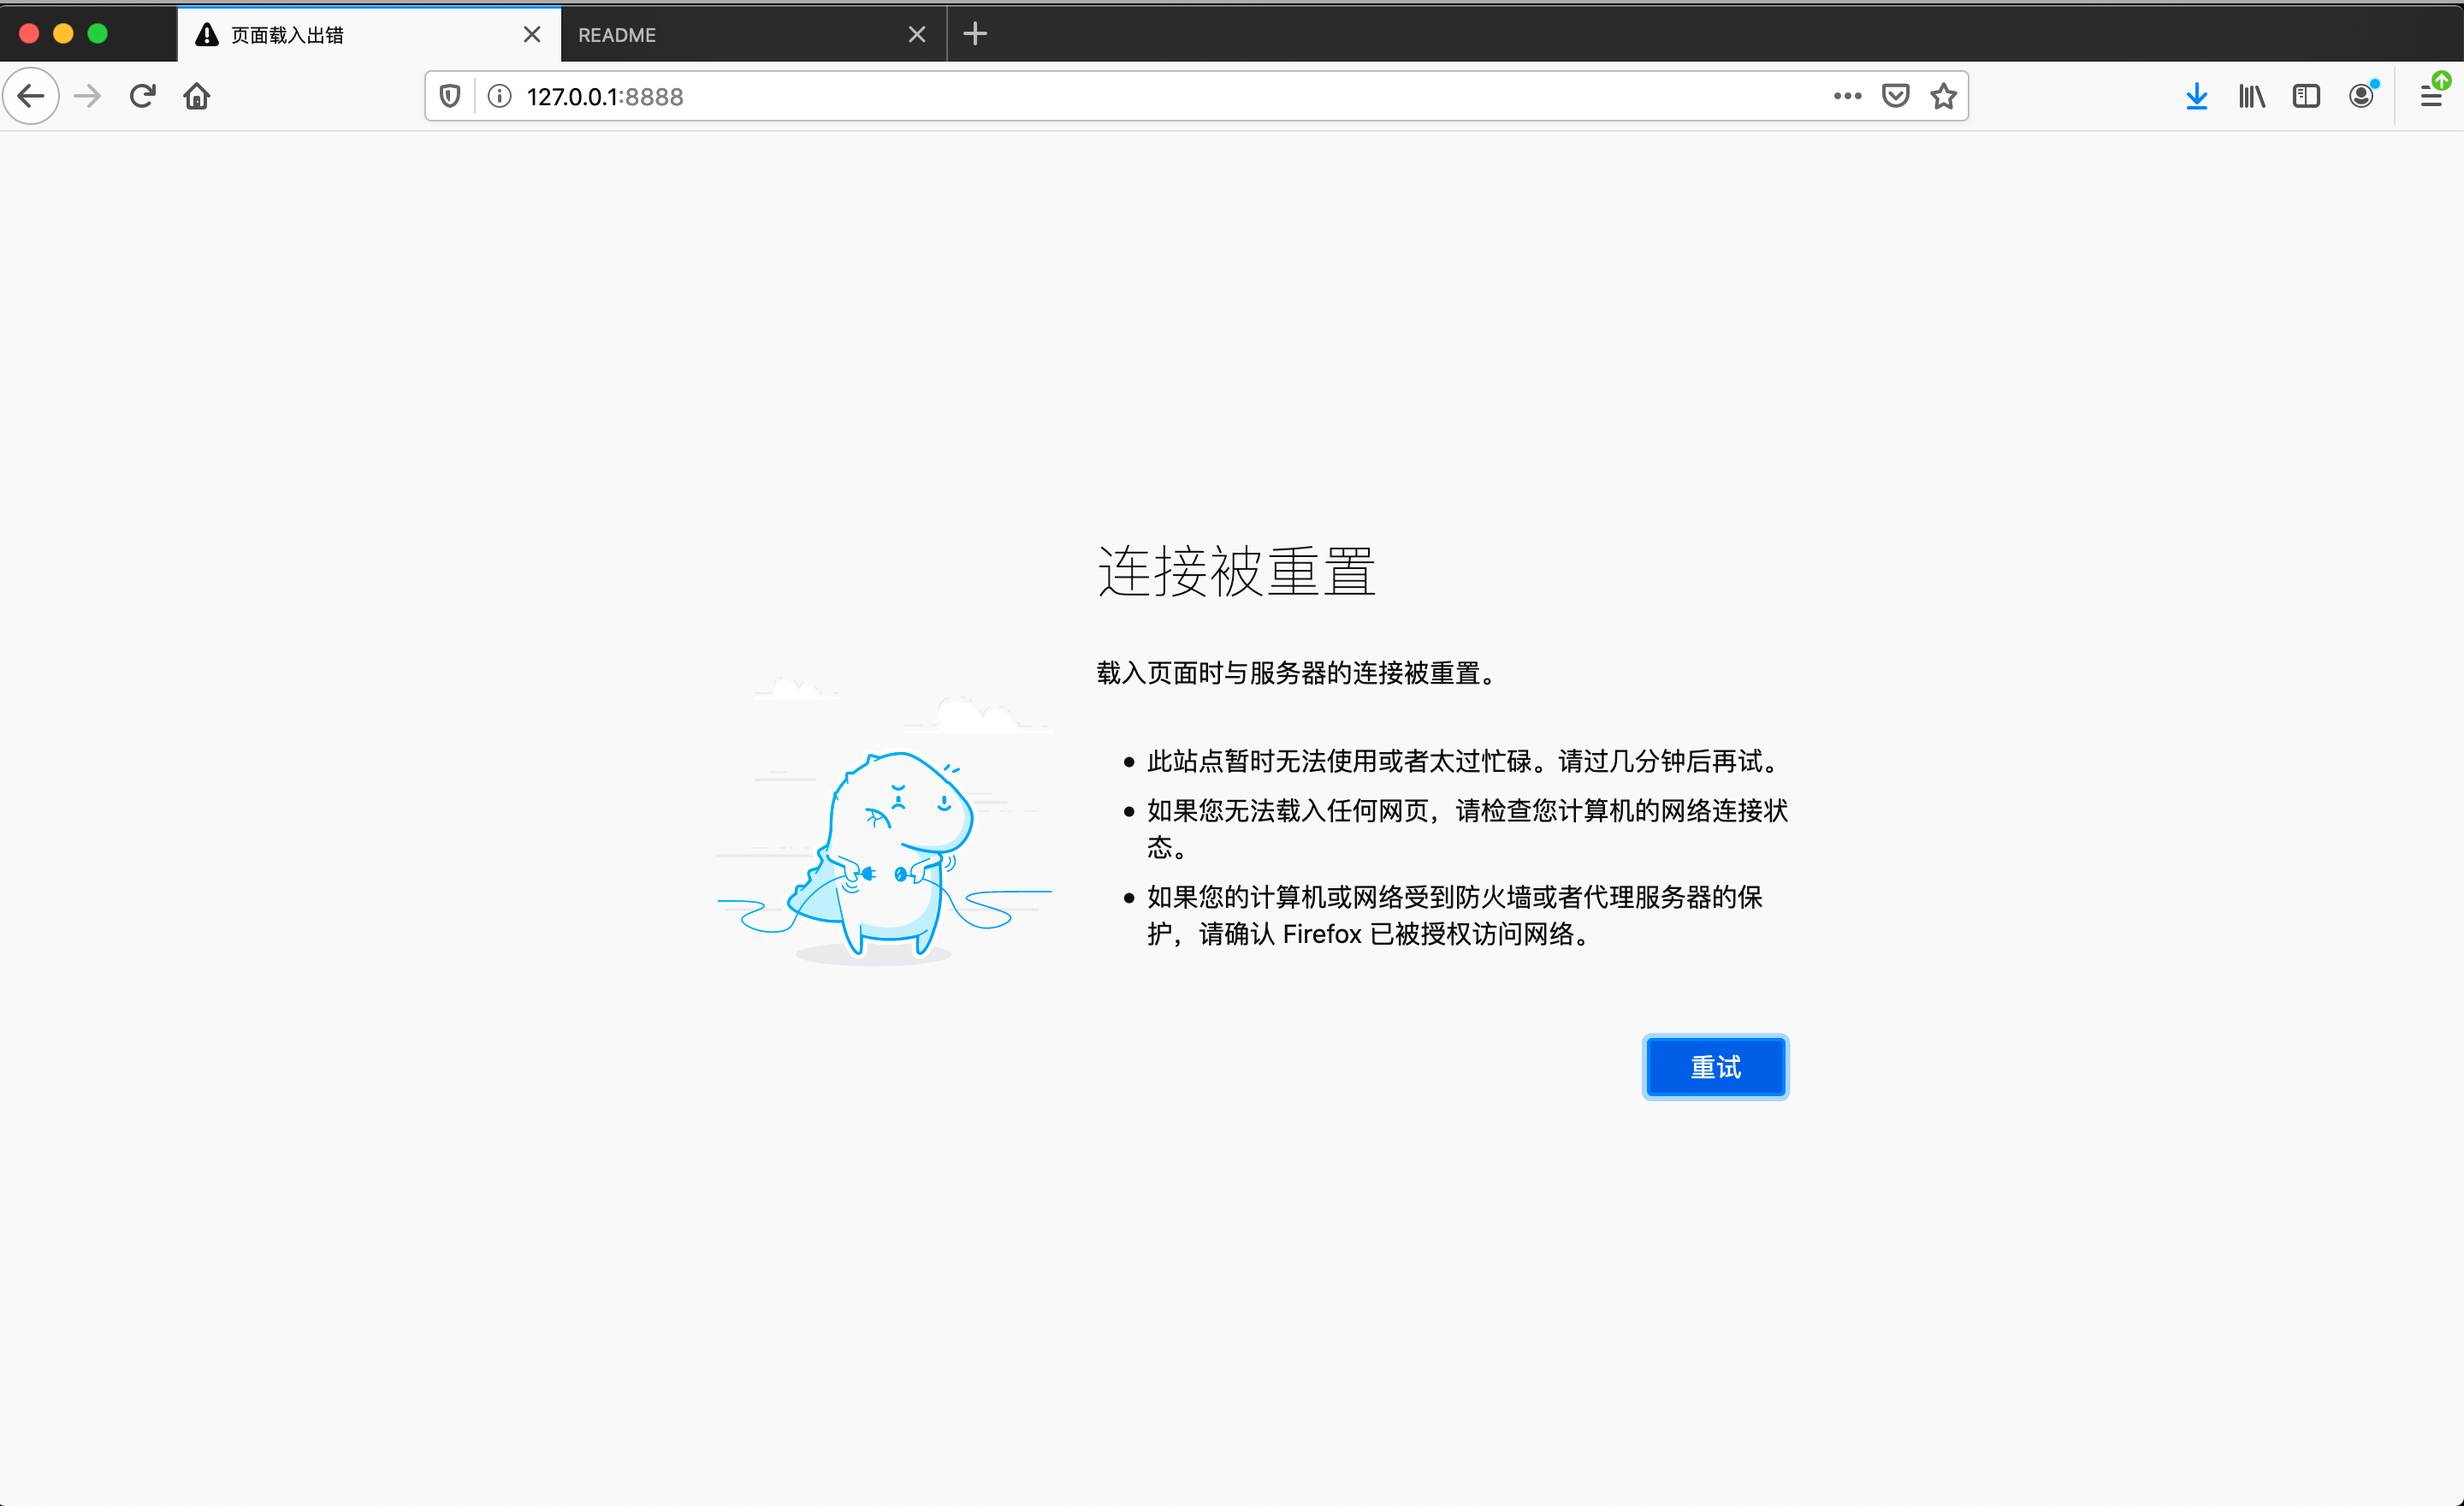 页面载入出错
README
127.0.0.1:8888
连接被重置
载入页面时与服务器的连接被重置。
此站点暂时无法使用或者太过忙碌。请过几分钟后再试。
如果您无法载入任何网页，请检查您计算机的网络连接状
态。
如果您的计算机或网络受到防火墙或者代理服务器的保
护，请确认 Firefox 已被授权访问网络。
重试